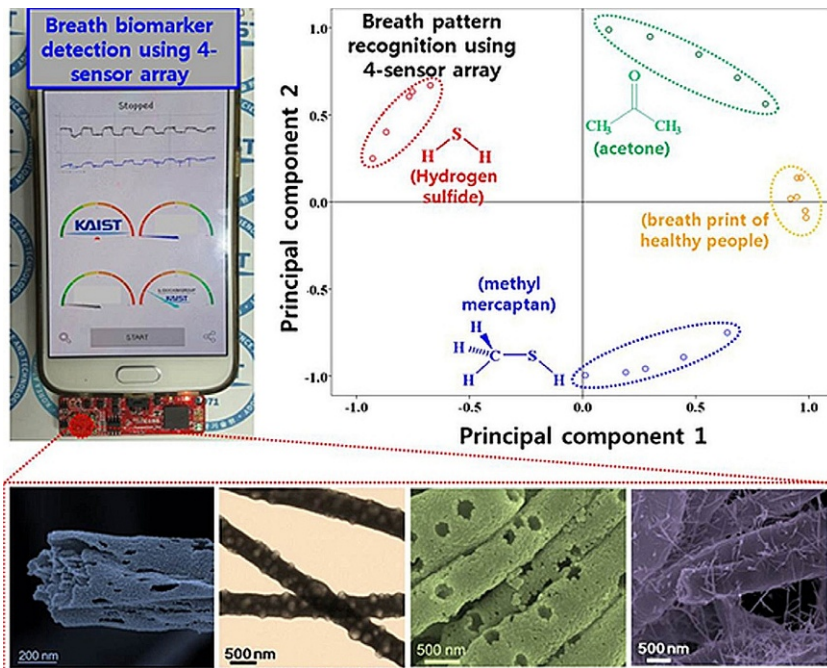 Breath biomarker
detection using 4-
sensor array
Stopped
KAIST
KAIST
START
Breath pattern
recognition using
4-sensor array
Principal component 2
1.0
0.5
0.0
-0.5
-1.0
S
H H
(Hydrogen
sulfide)
O
CH3 CH3
(acetone)
(breath print of
healthy people)
(methyl
mercaptan)
H
H C S
H H
-1.0 -0.5 0.0 0.5 1.0
Principal component 1
200 nm
500 nm
500 nm
500 nm